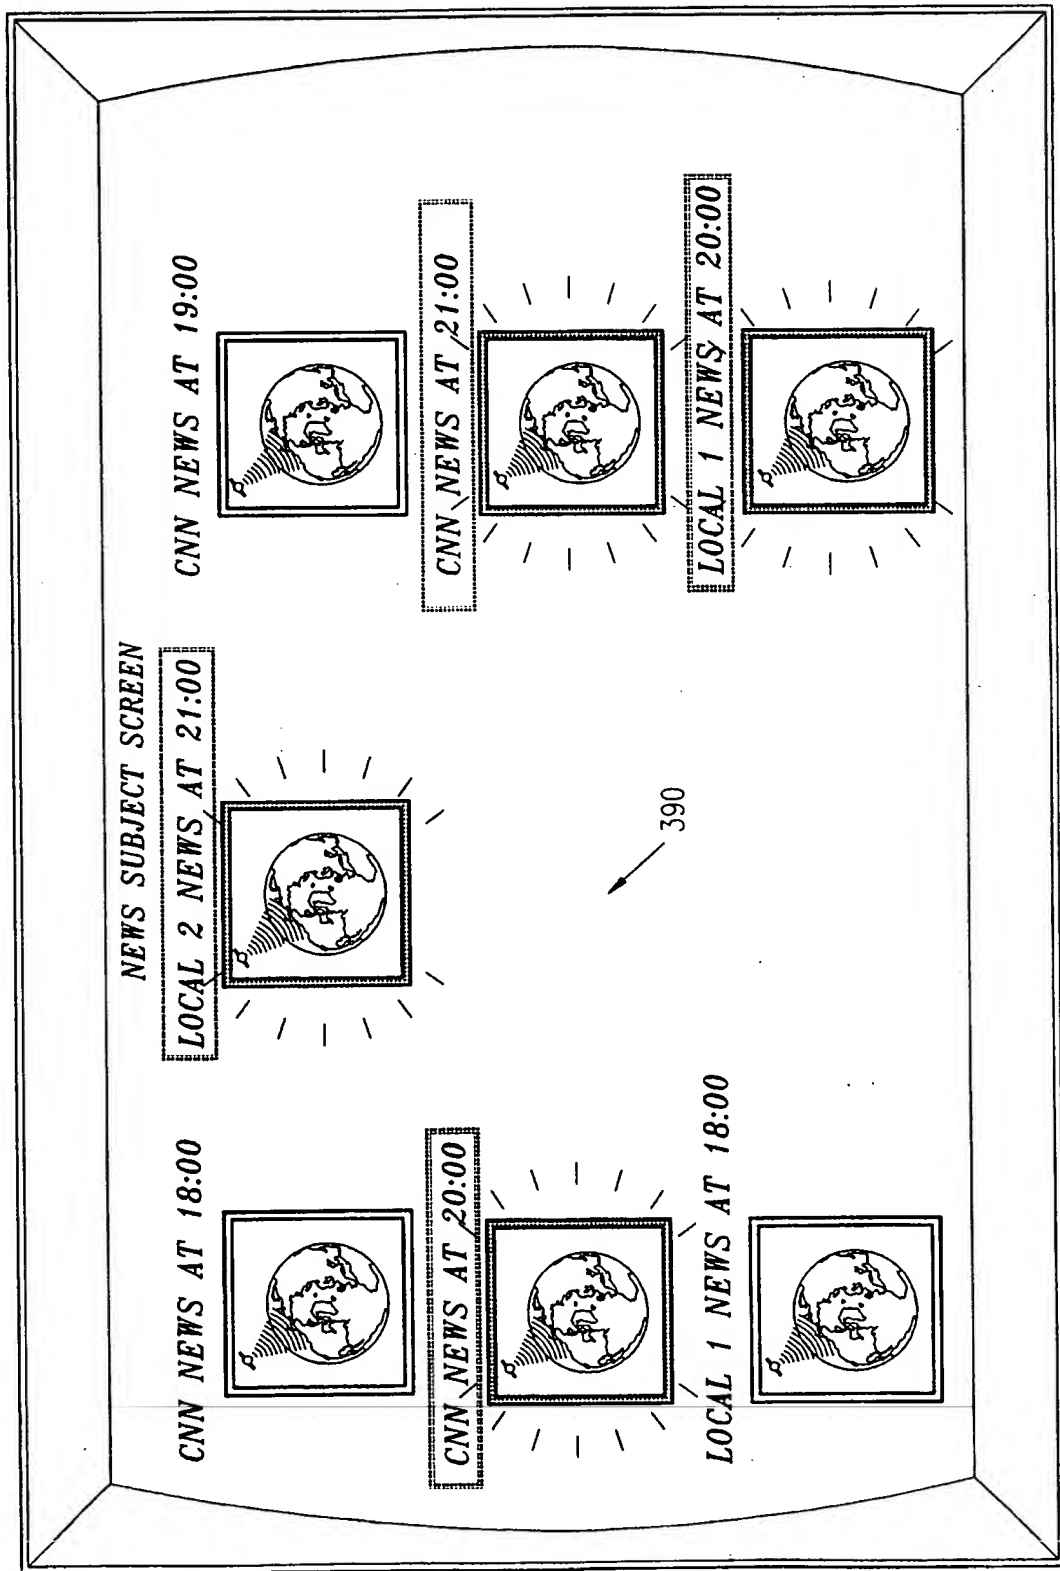 NEWS SUBJECT SCREEN
CNN NEWS AT 18:00
LOCAL 2 NEWS AT 21:00
CNN NEWS AT 19:00
CNN NEWS AT 20:00
CNN NEWS AT 21:00
LOCAL 1 NEWS AT 18:00
390
LOCAL 1 NEWS AT 20:00